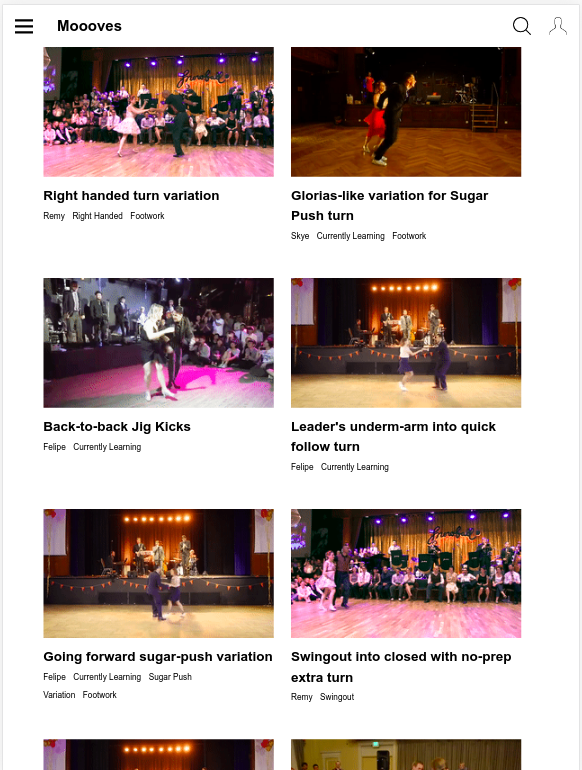 Moooves
Right handed turn variation
Remy Right Handed Footwork
Glorias-like variation for Sugar
Push turn
Skye Currently Learning Footwork
Back-to-back Jig Kicks
Felipe Currently Learning
Leader's underm-arm into quick
follow turn
Felipe Currently Learning
Going forward sugar-push variation
Felipe Currently Learning Sugar Push
Variation Footwork
Swingout into closed with no-prep
extra turn
Remy Swingout